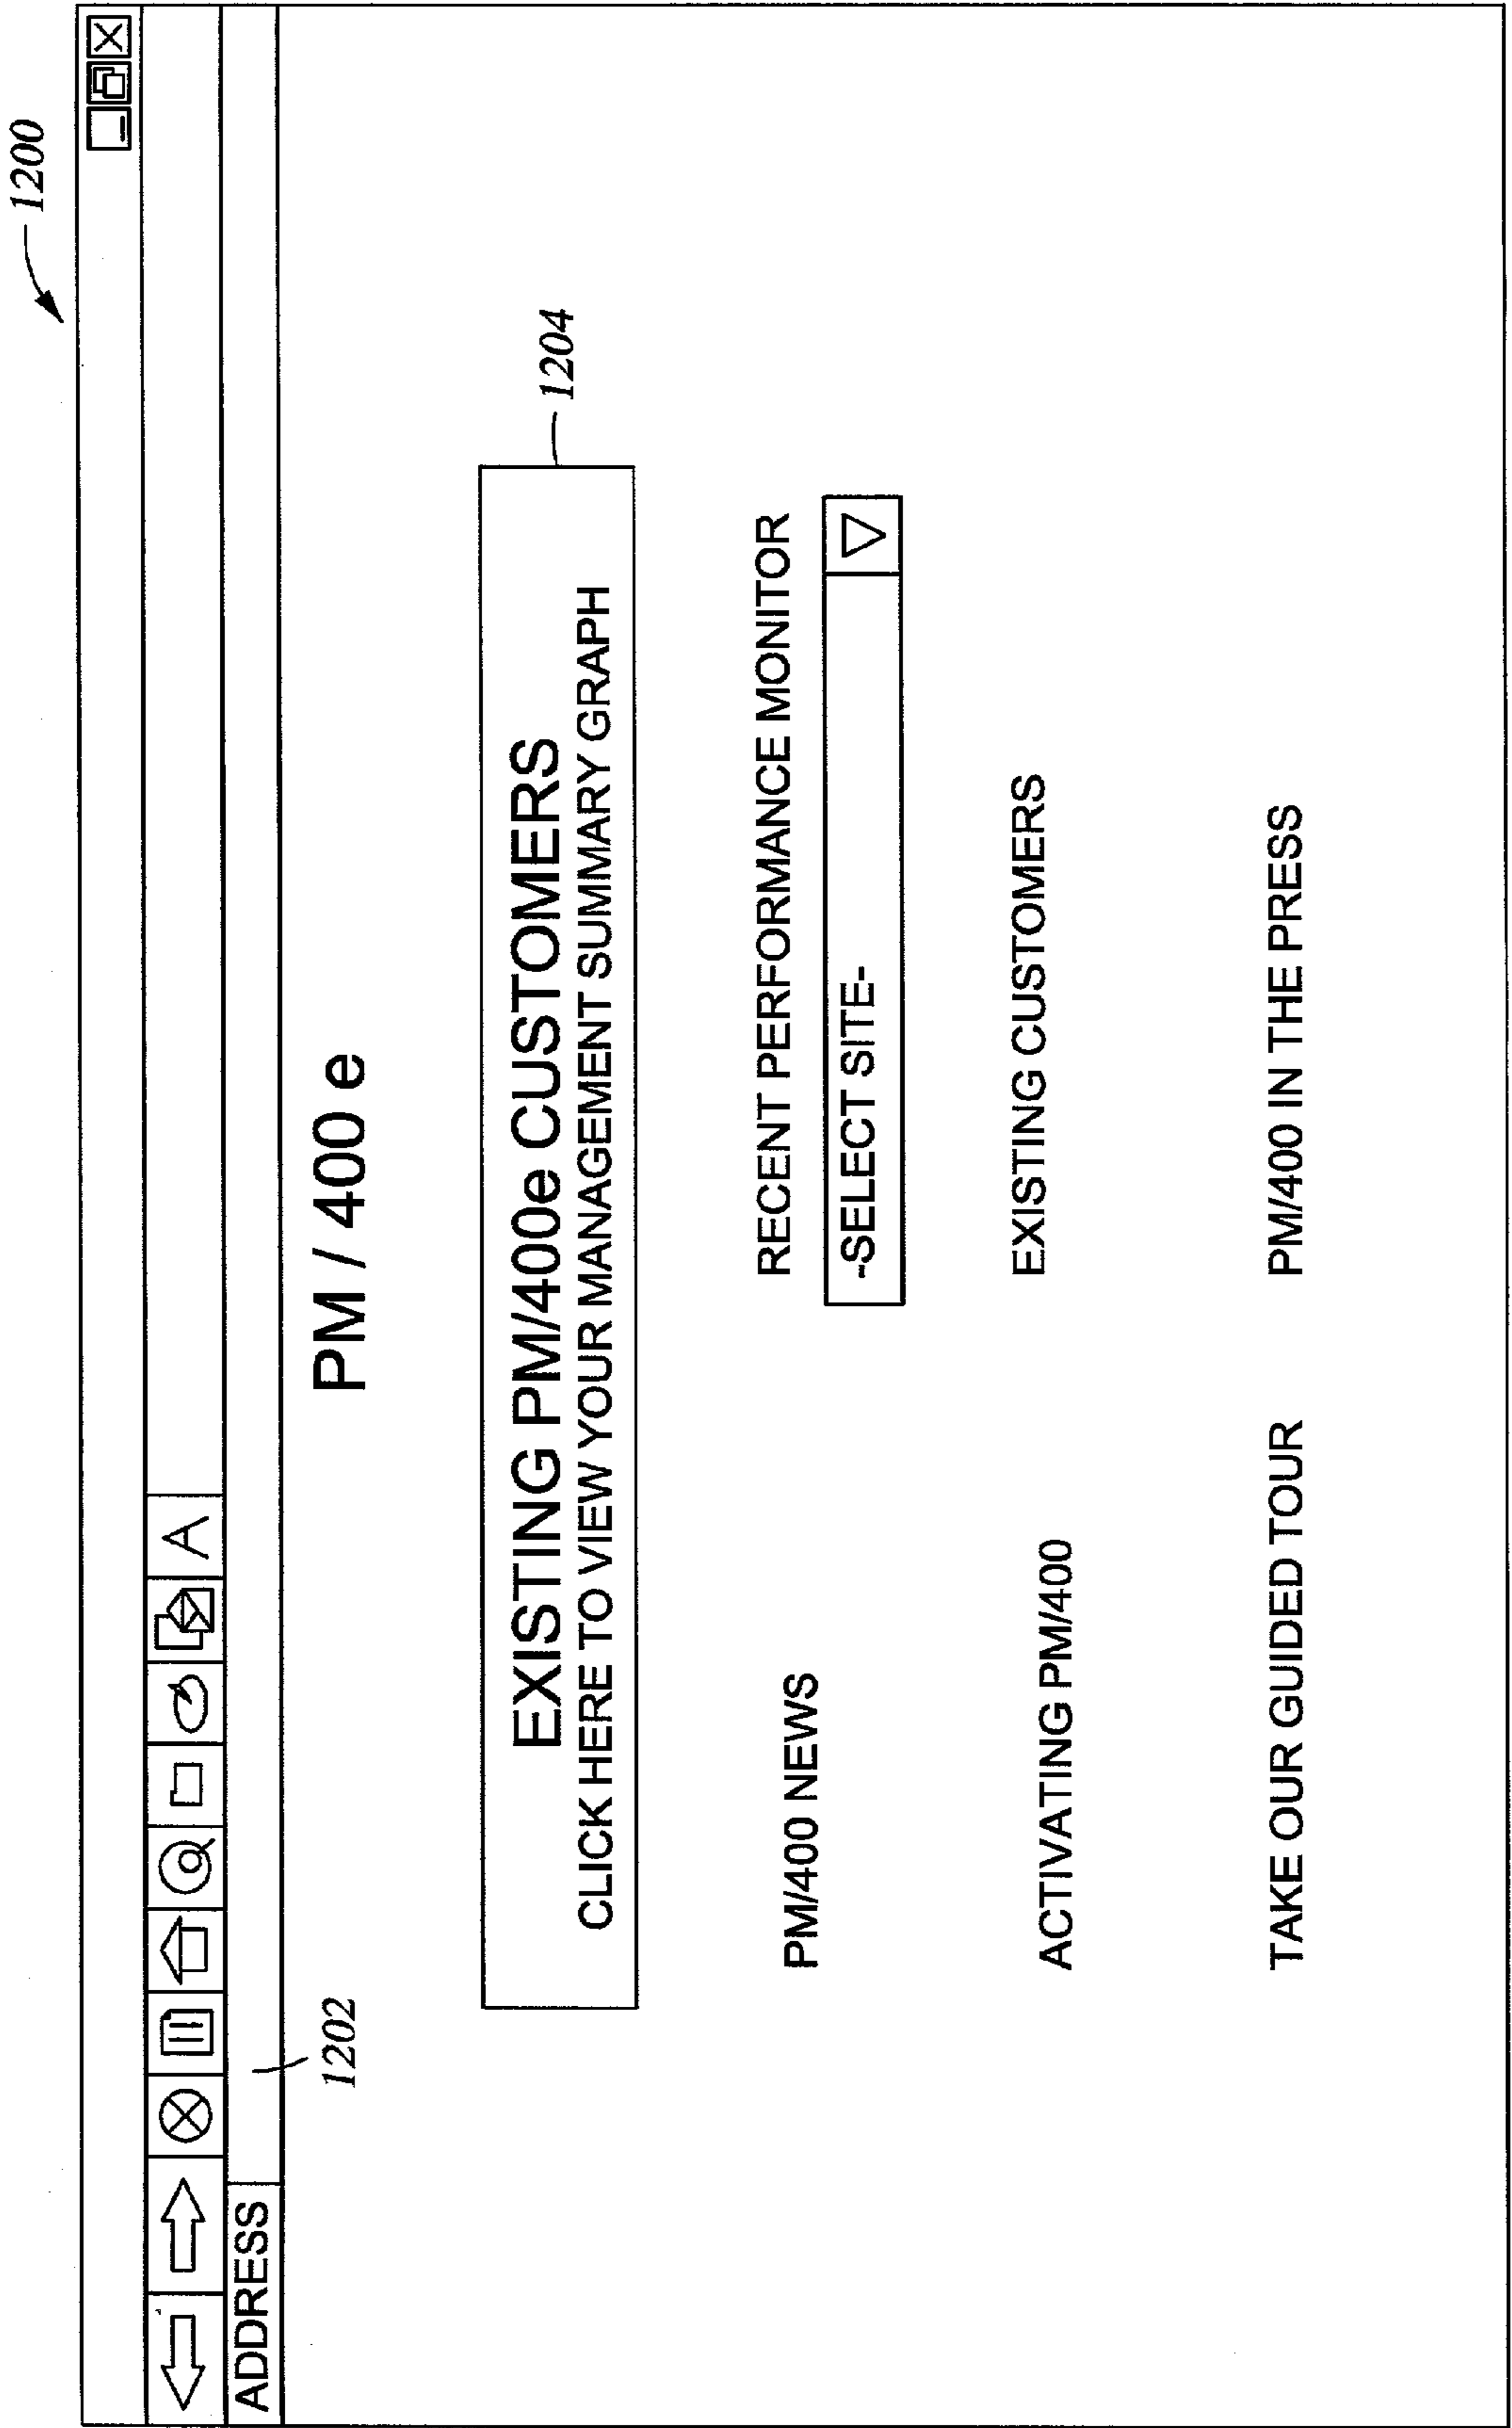 1200
ADDRESS
1202
PM / 400 e
EXISTING PM/400e CUSTOMERS
CLICK HERE TO VIEW YOUR MANAGEMENT SUMMARY GRAPH
1204
PM/400 NEWS
RECENT PERFORMANCE MONITOR
-SELECT SITE-
ACTIVATING PM/400
EXISTING CUSTOMERS
TAKE OUR GUIDED TOUR
PM/400 IN THE PRESS